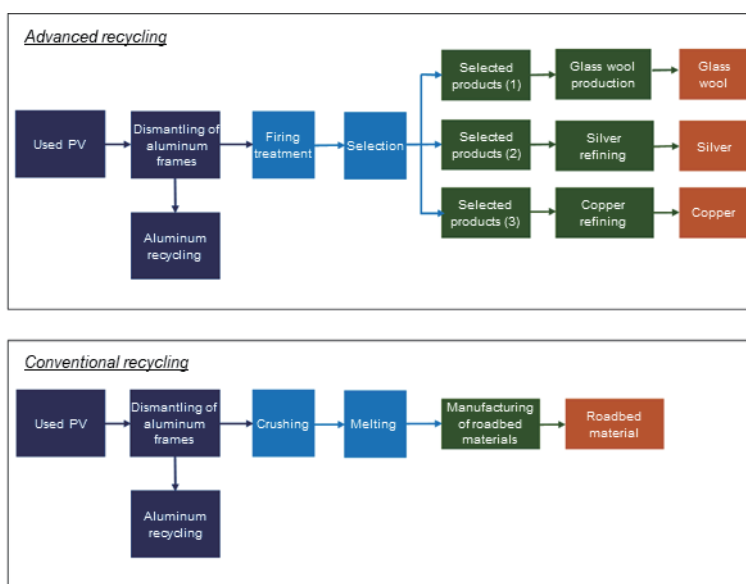 Advanced recycling
Used PV
Dismantling of
aluminum
frames
Aluminum
recycling
Firing
treatment
Selection
Selected
products (1)
Glass wool
production
Glass
wool
Selected
products (2)
Silver
refining
Silver
Selected
products (3)
Copper
refining
Copper
Conventional recycling
Used PV
Dismantling of
aluminum
frames
Aluminum
recycling
Crushing
Melting
Manufacturing
of roadbed
materials
Roadbed
material